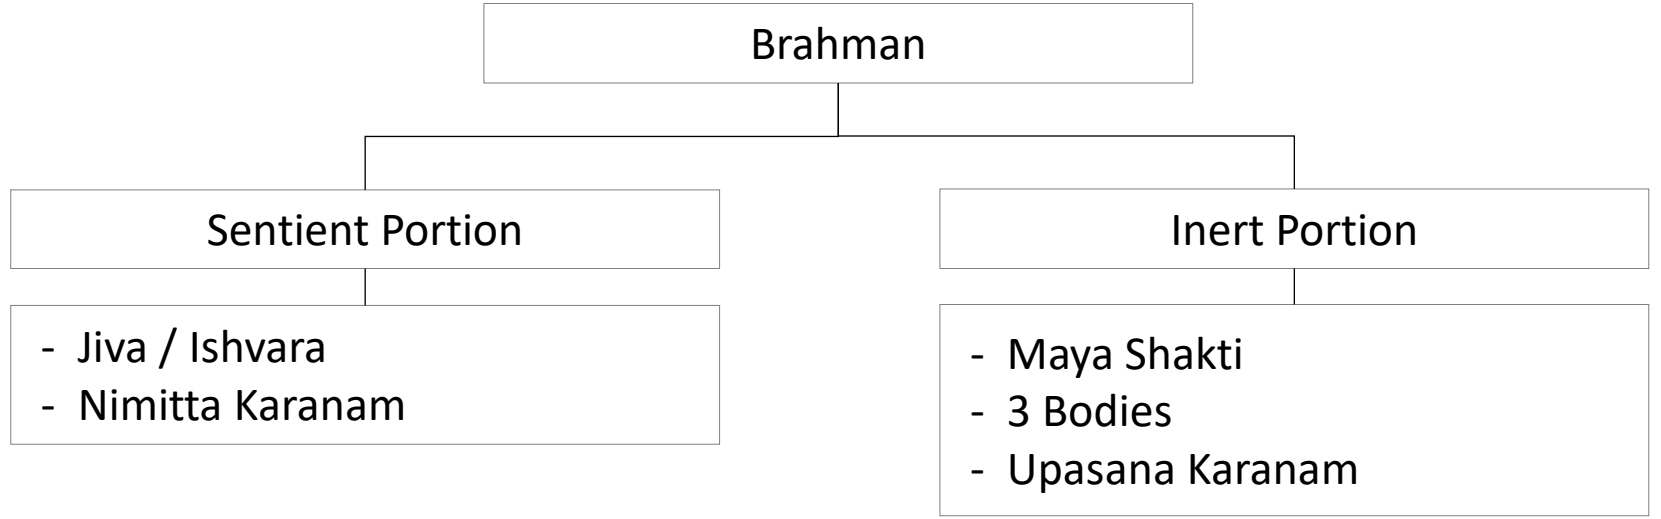 Brahman
Sentient Portion
Inert Portion
- Jiva / Ishvara
- Nimitta Karanam
- Maya Shakti
- 3 Bodies
- Upasana Karanam